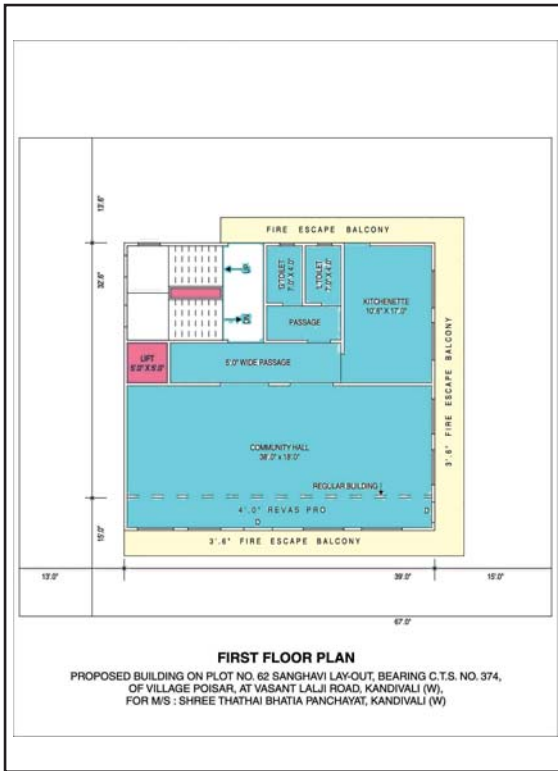 13'.6"
FIRE ESCAPE BALCONY
32'.6"
UP
G.TOILET
7'.0" X 4'.0"
L.TOILET
7'.0" X 4'.0"
KITCHENETTE
10'.6" X 17'.0"
DN
PASSAGE
LIFT
5'.0" X 5'.0"
5'.0" WIDE PASSAGE
3'.6" FIRE ESCAPE BALCONY
COMMUNITY HALL
38'.0" x 18'.0"
REGULAR BUILDING
4'.0" REVAS PRO
D
D
15'.0"
3'.6" FIRE ESCAPE BALCONY
13'.0"
39'.0"
15'.0"
67'.0"
FIRST FLOOR PLAN
PROPOSED BUILDING ON PLOT NO. 62 SANGHAVI LAY-OUT, BEARING C.T.S. NO. 374,
OF VILLAGE POISAR, AT VASANT LALJI ROAD, KANDIVALI (W),
FOR M/S : SHREE THATHAI BHATIA PANCHAYAT, KANDIVALI (W)